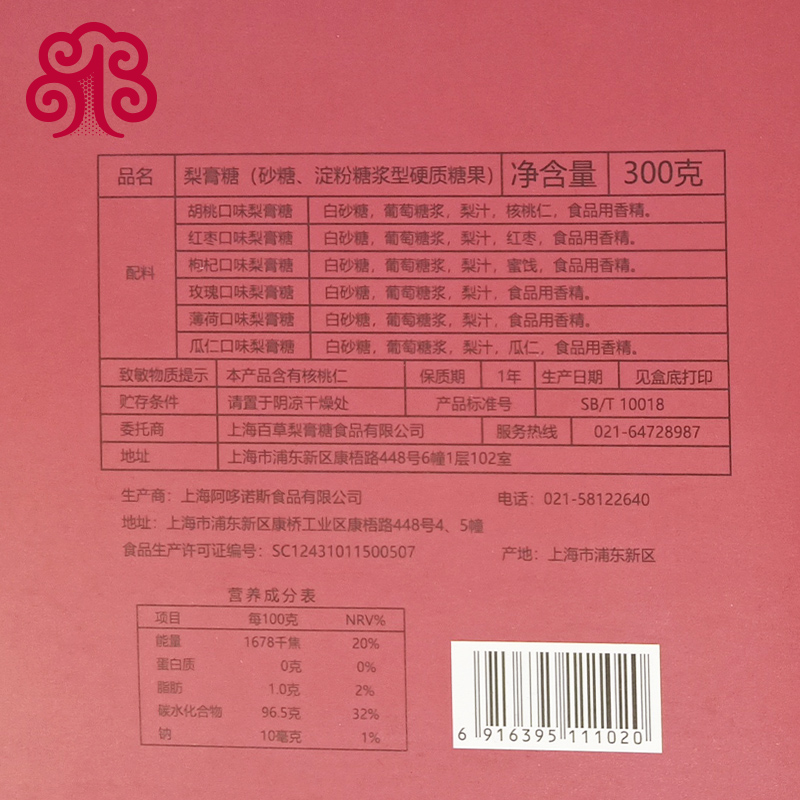 品名 梨膏糖（砂糖、淀粉糖浆型硬质糖果） 净含量 300克
胡桃口味梨膏糖 白砂糖，葡萄糖浆，梨汁，核桃仁，食品用香精。
红枣口味梨膏糖 白砂糖，葡萄糖浆，梨汁，红枣，食品用香精。
配料 枸杞口味梨膏糖 白砂糖，葡萄糖浆，梨汁，蜜饯，食品用香精。
玫瑰口味梨膏糖 白砂糖，葡萄糖浆，梨汁，食品用香精。
薄荷口味梨膏糖 白砂糖，葡萄糖浆，梨汁，食品用香精。
瓜仁口味梨膏糖 白砂糖，葡萄糖浆，梨汁，瓜仁，食品用香精。
致敏物质提示 本产品含有核桃仁 保质期 1年 生产日期 见盒底打印
贮存条件 请置于阴凉干燥处 产品标准号 SB/T 10018
委托商 上海百草梨膏糖食品有限公司 服务热线 021-64728987
地址 上海市浦东新区康梧路448号6幢1层102室
生产商：上海阿哆诺斯食品有限公司 电话：021-58122640
地址：上海市浦东新区康桥工业区康梧路448号4、5幢
食品生产许可证编号：SC12431011500507 产地：上海市浦东新区
营养成分表
项目 每100克 NRV%
能量 1678千焦 20%
蛋白质 0克 0%
脂肪 1.0克 2%
碳水化合物 96.5克 32%
钠 10毫克 1%
6 916395 111020